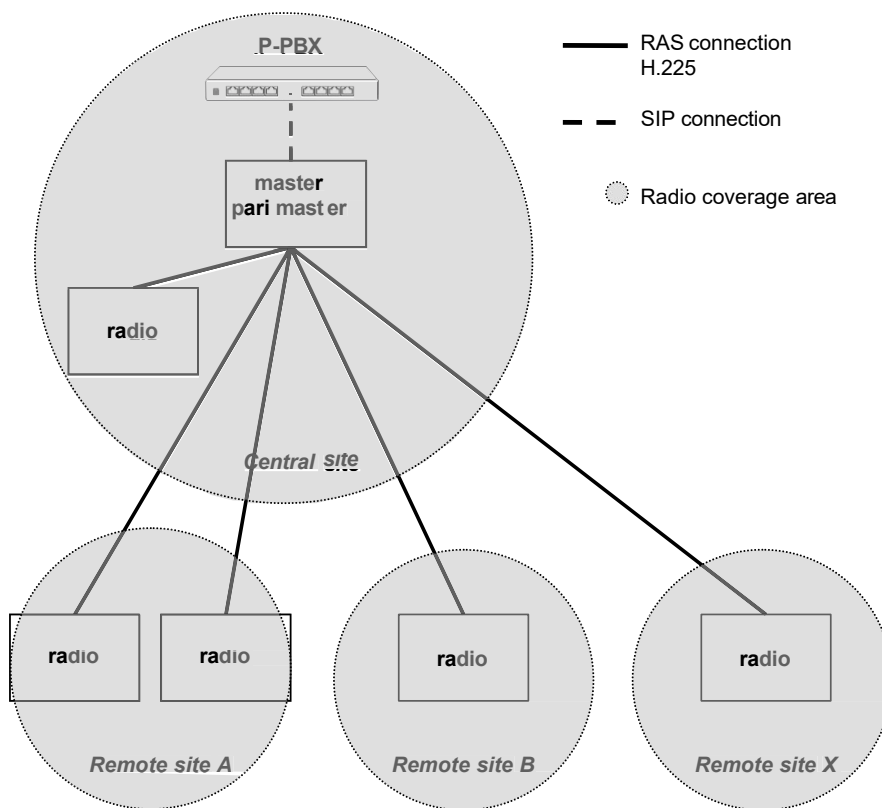 P-PBX
RAS connection
H.225
SIP connection
master
pari master
Radio coverage area
radio
Central site
radio
radio
radio
radio
Remote site A
Remote site B
Remote site X